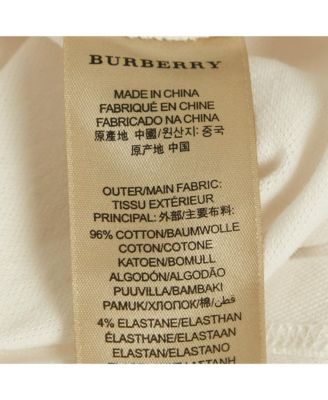 BURBERRY
MADE IN CHINA
FABRIQUÉ EN CHINE
FABRICADO NA CHINA
原產地 中國/원산지: 중국
原产地 中国
OUTER/MAIN FABRIC:
TISSU EXTÉRIEUR
PRINCIPAL: 外部/主要布料:
96% COTTON/BAUMWOLLE
COTON/COTONE
KATOEN/BOMULL
ALGODÓN/ALGODÃO
PUUVILLA/BAMBAKI
PAMUK/ХЛОПОК/棉/قطن
4% ELASTANE/ELASTHAN
ÉLASTHANE/ELASTAAN
ELASTAN/ELASTANO